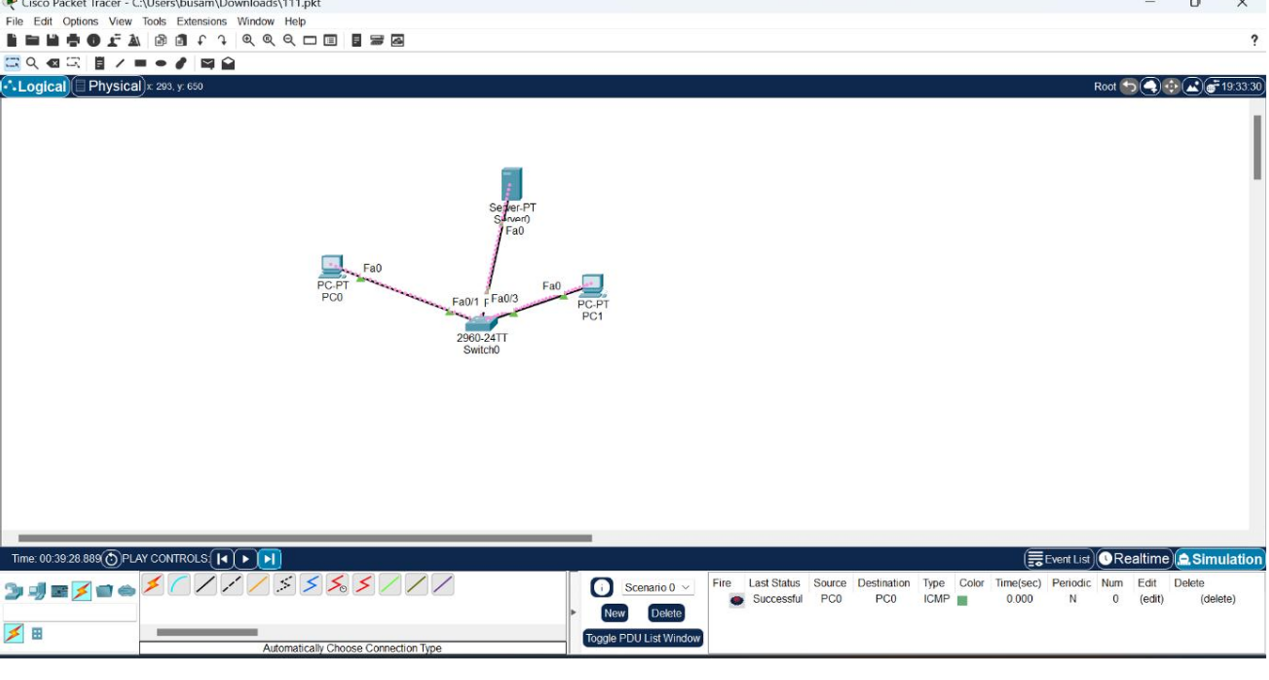 Cisco Packet Tracer - C:\Users\busam\Downloads\111.pkt
File Edit Options View Tools Extensions Window Help
?
Logical Physical x: 293, y: 650 Root 19:33:30
Server-PT
Server0
Fa0
Fa0
PC-PT
PC0
Fa0
PC-PT
PC1
Fa0/1 Fa0/3
2960-24TT
Switch0
Time: 00:39:28.889 PLAY CONTROLS: Event List Realtime Simulation
Scenario 0
New Delete
Toggle PDU List Window
Fire Last Status Source Destination Type Color Time(sec) Periodic Num Edit Delete
Successful PC0 PC0 ICMP 0.000 N 0 (edit) (delete)
Automatically Choose Connection Type